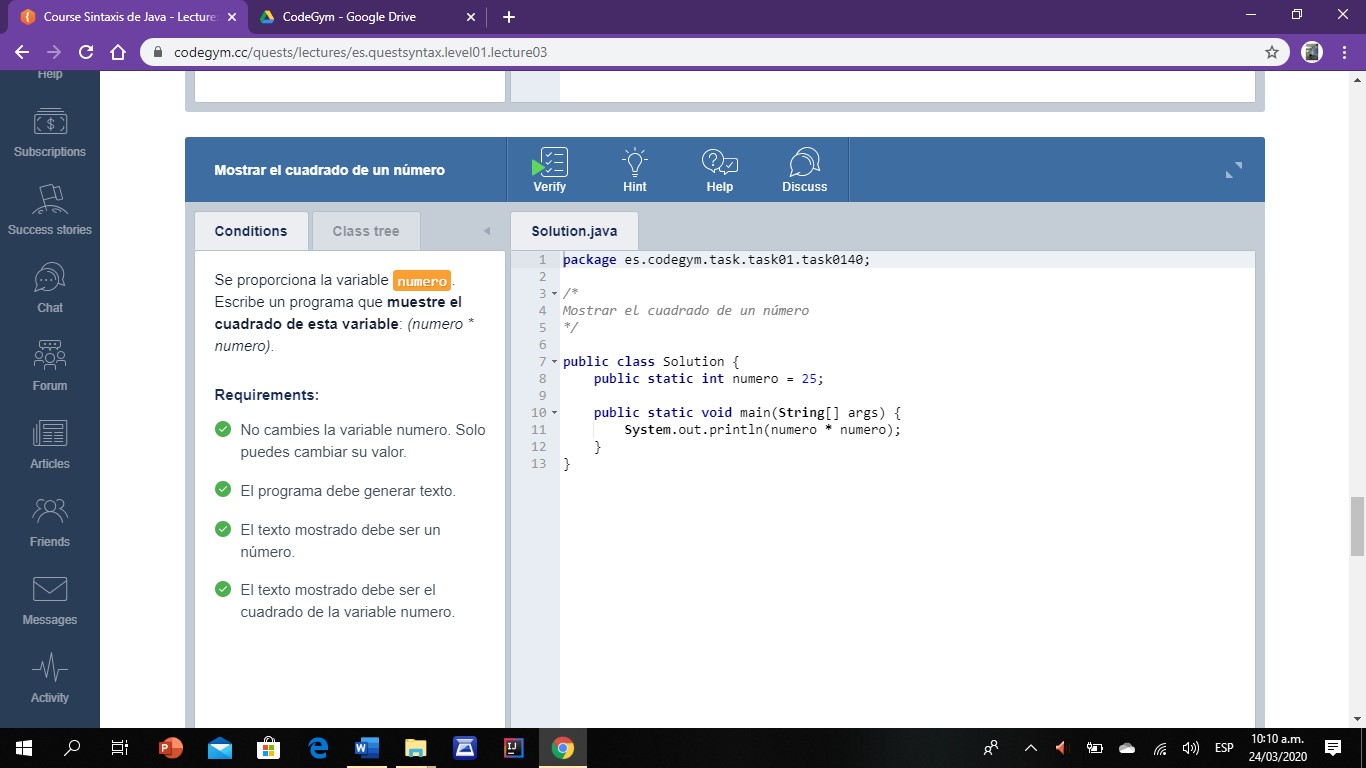 Course Sintaxis de Java - Lecture:
CodeGym - Google Drive
codegym.cc/quests/lectures/es.questsyntax.level01.lecture03
Help
Subscriptions
Success stories
Chat
Forum
Articles
Friends
Messages
Activity
Mostrar el cuadrado de un número
Verify
Hint
Help
Discuss
Conditions
Class tree
Solution.java
Se proporciona la variable numero.
Escribe un programa que muestre el
cuadrado de esta variable: (numero *
numero).
Requirements:
No cambies la variable numero. Solo
puedes cambiar su valor.
El programa debe generar texto.
El texto mostrado debe ser un
número.
El texto mostrado debe ser el
cuadrado de la variable numero.
1 package es.codegym.task.task01.task0140;
2
3 /*
4 Mostrar el cuadrado de un número
5 */
6
7 public class Solution {
8 public static int numero = 25;
9
10 public static void main(String[] args) {
11 System.out.println(numero * numero);
12 }
13 }
ESP
10:10 a.m.
24/03/2020